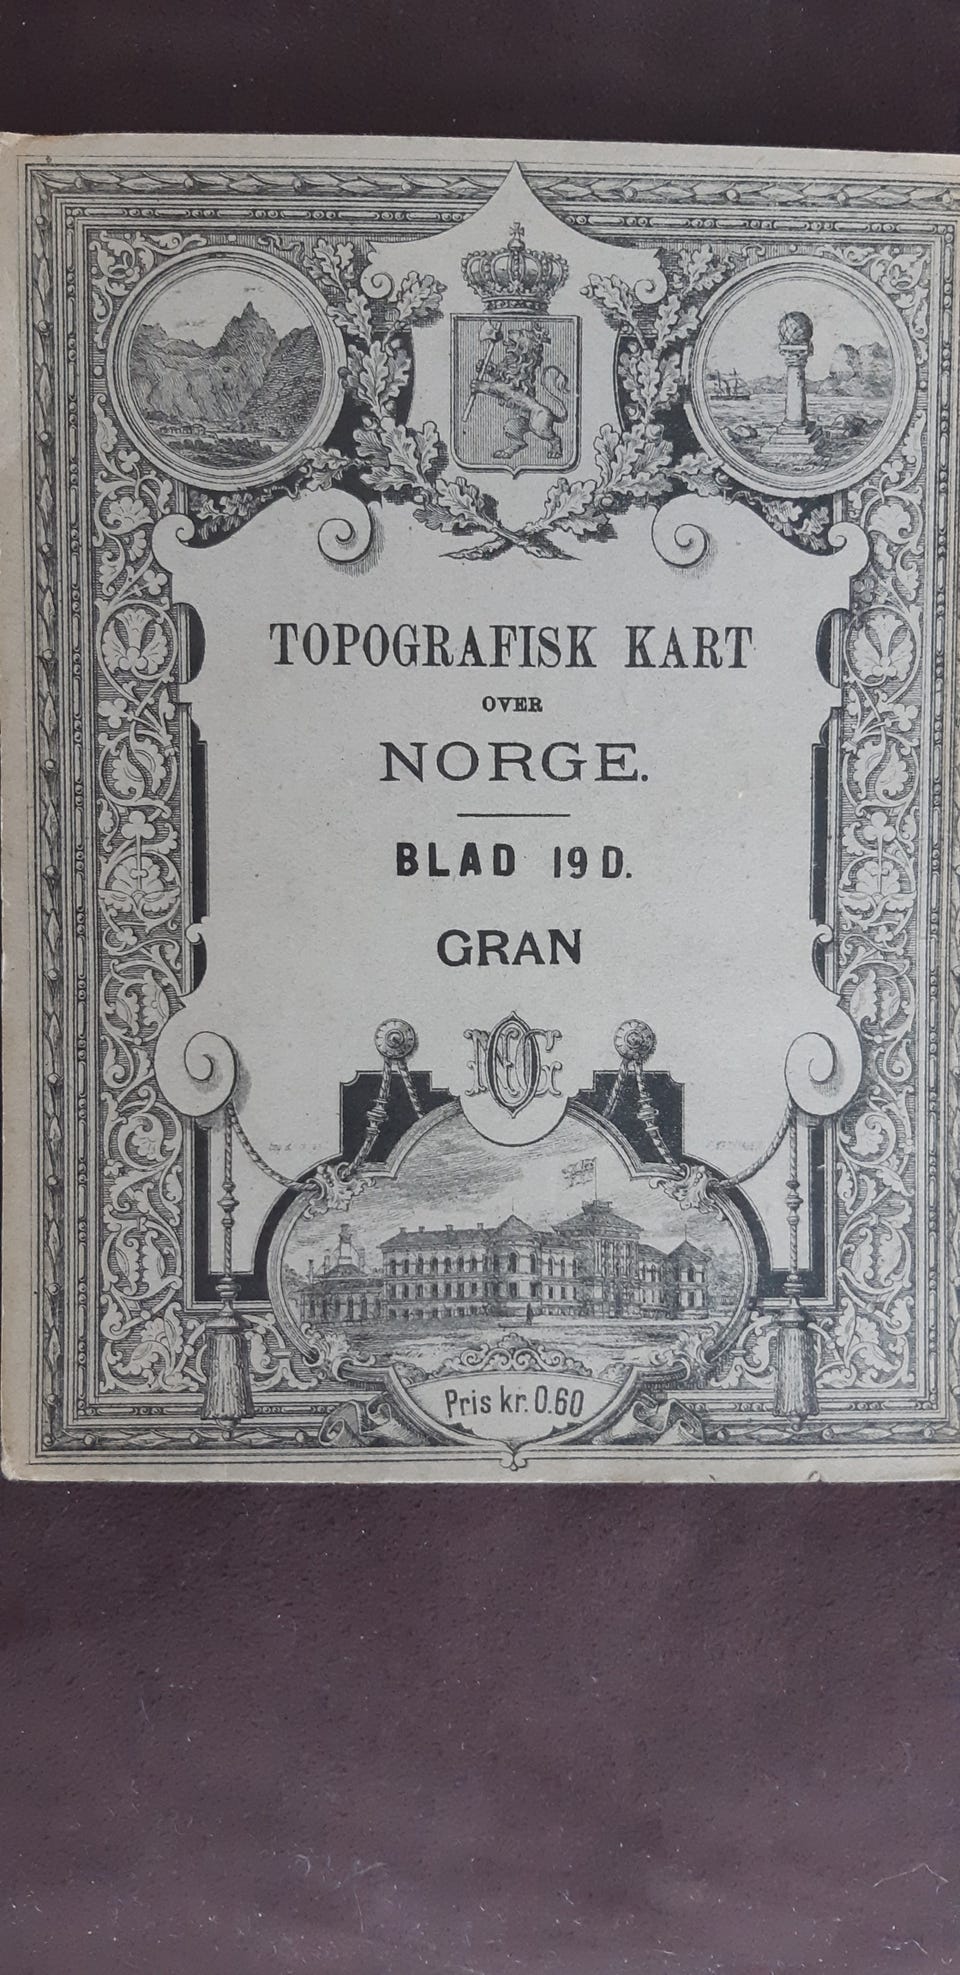 TOPOGRAFISK KART
OVER
NORGE.
BLAD 19 D.
GRAN
Pris kr. 0.60